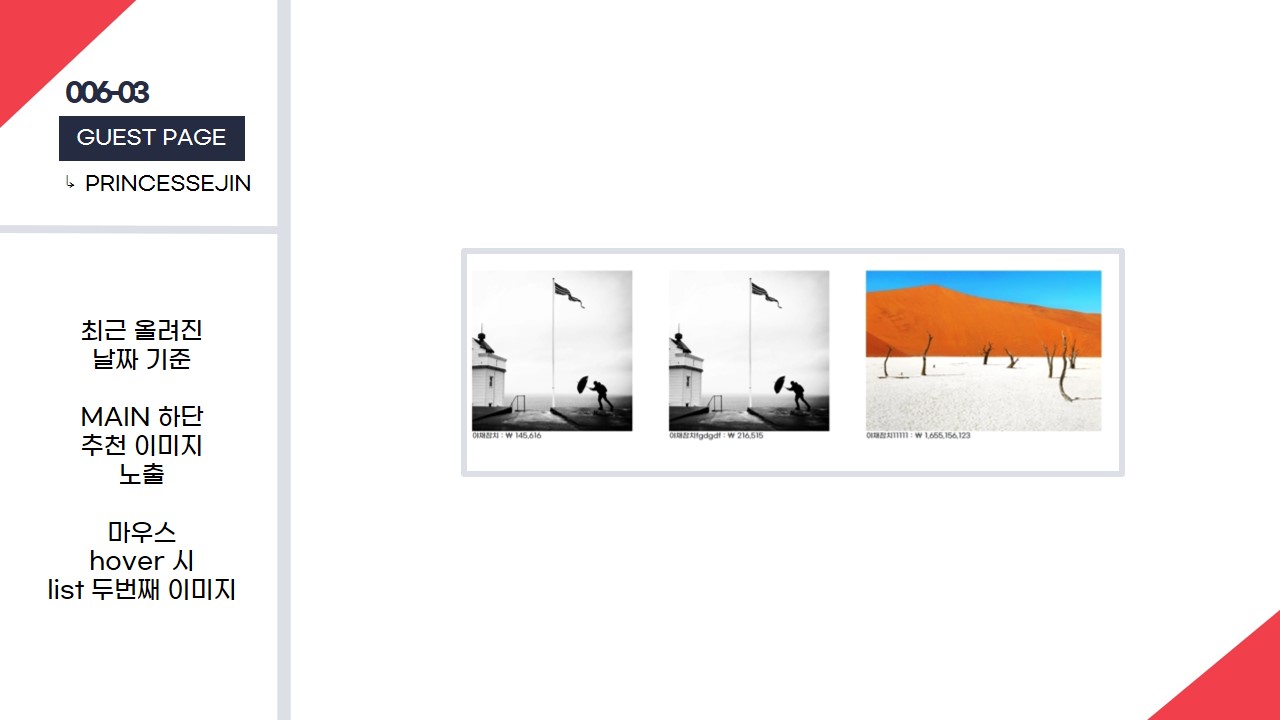 006-03
GUEST PAGE
↳ PRINCESSEJIN
최근 올려진
날짜 기준
MAIN 하단
추천 이미지
노출
마우스
hover 시
list 두번째 이미지
야채참치 : ₩ 145,616
야채참치fgdgdf : ₩ 216,515
야채참치11111 : ₩ 1,655,156,123